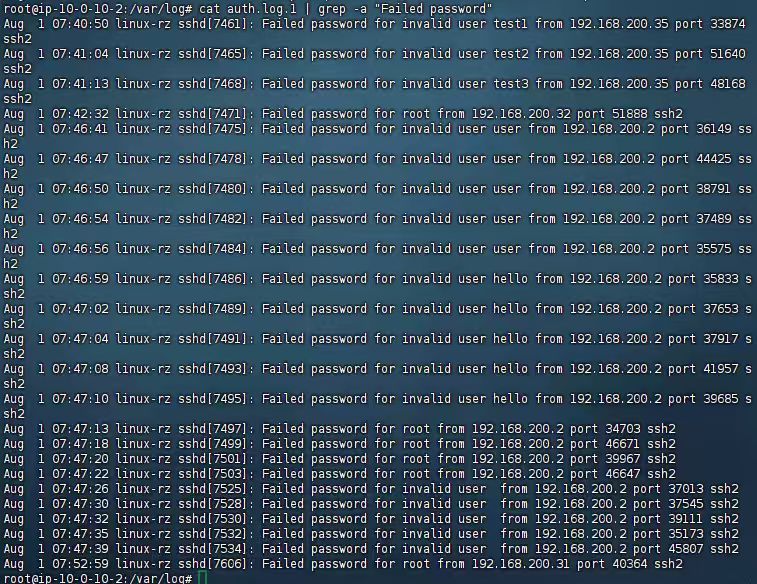 root@ip-10-0-10-2:/var/log# cat auth.log.1 | grep -a "Failed password"
Aug  1 07:40:50 linux-rz sshd[7461]: Failed password for invalid user test1 from 192.168.200.35 port 33874
ssh2
Aug  1 07:41:04 linux-rz sshd[7465]: Failed password for invalid user test2 from 192.168.200.35 port 51640
ssh2
Aug  1 07:41:13 linux-rz sshd[7468]: Failed password for invalid user test3 from 192.168.200.35 port 48168
ssh2
Aug  1 07:42:32 linux-rz sshd[7471]: Failed password for root from 192.168.200.32 port 51888 ssh2
Aug  1 07:46:41 linux-rz sshd[7475]: Failed password for invalid user user from 192.168.200.2 port 36149 ss
h2
Aug  1 07:46:47 linux-rz sshd[7478]: Failed password for invalid user user from 192.168.200.2 port 44425 ss
h2
Aug  1 07:46:50 linux-rz sshd[7480]: Failed password for invalid user user from 192.168.200.2 port 38791 ss
h2
Aug  1 07:46:54 linux-rz sshd[7482]: Failed password for invalid user user from 192.168.200.2 port 37489 ss
h2
Aug  1 07:46:56 linux-rz sshd[7484]: Failed password for invalid user user from 192.168.200.2 port 35575 ss
h2
Aug  1 07:46:59 linux-rz sshd[7486]: Failed password for invalid user hello from 192.168.200.2 port 35833 s
sh2
Aug  1 07:47:02 linux-rz sshd[7489]: Failed password for invalid user hello from 192.168.200.2 port 37653 s
sh2
Aug  1 07:47:04 linux-rz sshd[7491]: Failed password for invalid user hello from 192.168.200.2 port 37917 s
sh2
Aug  1 07:47:08 linux-rz sshd[7493]: Failed password for invalid user hello from 192.168.200.2 port 41957 s
sh2
Aug  1 07:47:10 linux-rz sshd[7495]: Failed password for invalid user hello from 192.168.200.2 port 39685 s
sh2
Aug  1 07:47:13 linux-rz sshd[7497]: Failed password for root from 192.168.200.2 port 34703 ssh2
Aug  1 07:47:18 linux-rz sshd[7499]: Failed password for root from 192.168.200.2 port 46671 ssh2
Aug  1 07:47:20 linux-rz sshd[7501]: Failed password for root from 192.168.200.2 port 39967 ssh2
Aug  1 07:47:22 linux-rz sshd[7503]: Failed password for root from 192.168.200.2 port 46647 ssh2
Aug  1 07:47:26 linux-rz sshd[7525]: Failed password for invalid user  from 192.168.200.2 port 37013 ssh2
Aug  1 07:47:30 linux-rz sshd[7528]: Failed password for invalid user  from 192.168.200.2 port 37545 ssh2
Aug  1 07:47:32 linux-rz sshd[7530]: Failed password for invalid user  from 192.168.200.2 port 39111 ssh2
Aug  1 07:47:35 linux-rz sshd[7532]: Failed password for invalid user  from 192.168.200.2 port 35173 ssh2
Aug  1 07:47:39 linux-rz sshd[7534]: Failed password for invalid user  from 192.168.200.2 port 45807 ssh2
Aug  1 07:52:59 linux-rz sshd[7606]: Failed password for root from 192.168.200.31 port 40364 ssh2
root@ip-10-0-10-2:/var/log#